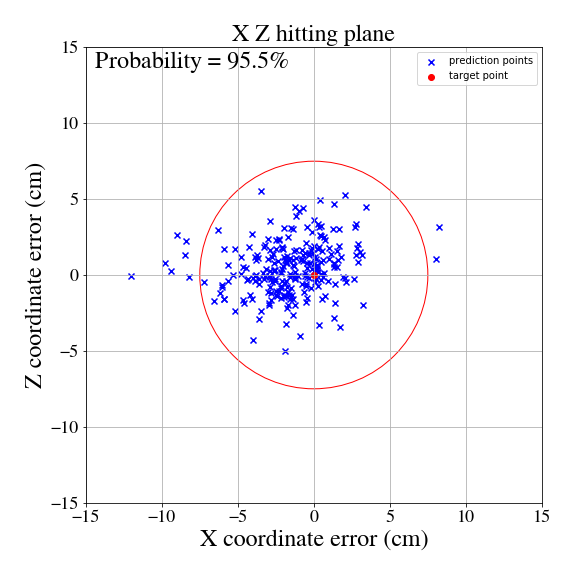 X Z hitting plane
Probability = 95.5%
prediction points
target point
Z coordinate error (cm)
15
10
5
0
−5
−10
−15
−15
−10
−5
0
5
10
15
X coordinate error (cm)